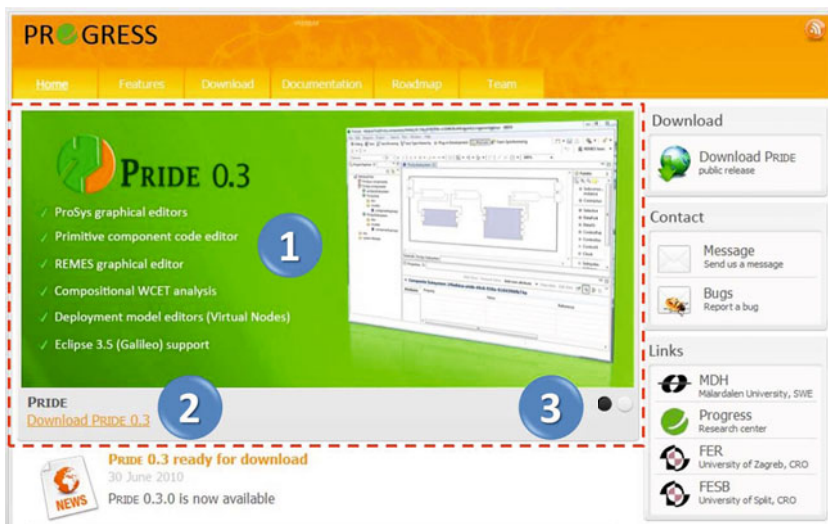 PROGRESS
Home Features Download Documentation Roadmap Team
PRIDE 0.3
✓ ProSys graphical editors
✓ Primitive component code editor
✓ REMES graphical editor
✓ Compositional WCET analysis
✓ Deployment model editors (Virtual Nodes)
✓ Eclipse 3.5 (Galileo) support
1
PRIDE
Download PRIDE 0.3
2
3
NEWS
PRIDE 0.3 ready for download
30 June 2010
PRIDE 0.3.0 is now available
Download
Download PRIDE
public release
Contact
Message
Send us a message
Bugs
Report a bug
Links
MDH
Mälardalen University, SWE
Progress
Research center
FER
University of Zagreb, CRO
FESB
University of Split, CRO